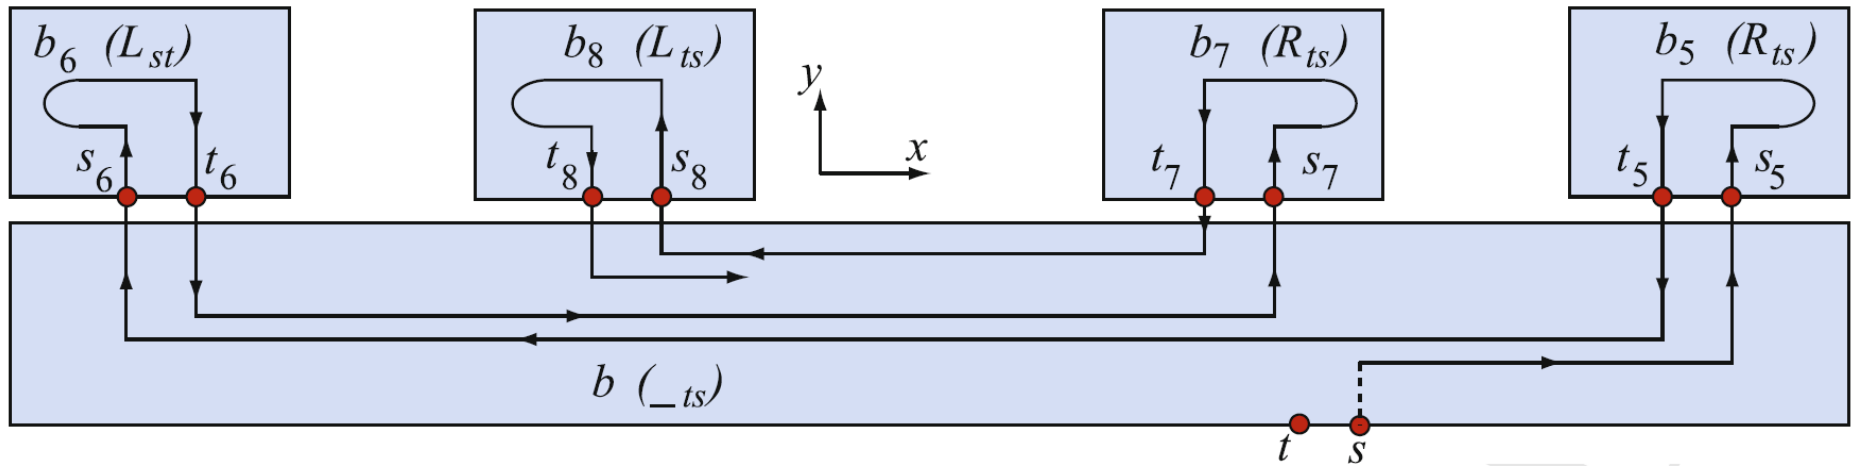 b6 (Lst)
b8 (Lts)
b7 (Rts)
b5 (Rts)
y
x
s6
t6
t8
s8
t7
s7
t5
s5
b (_ts)
t
s